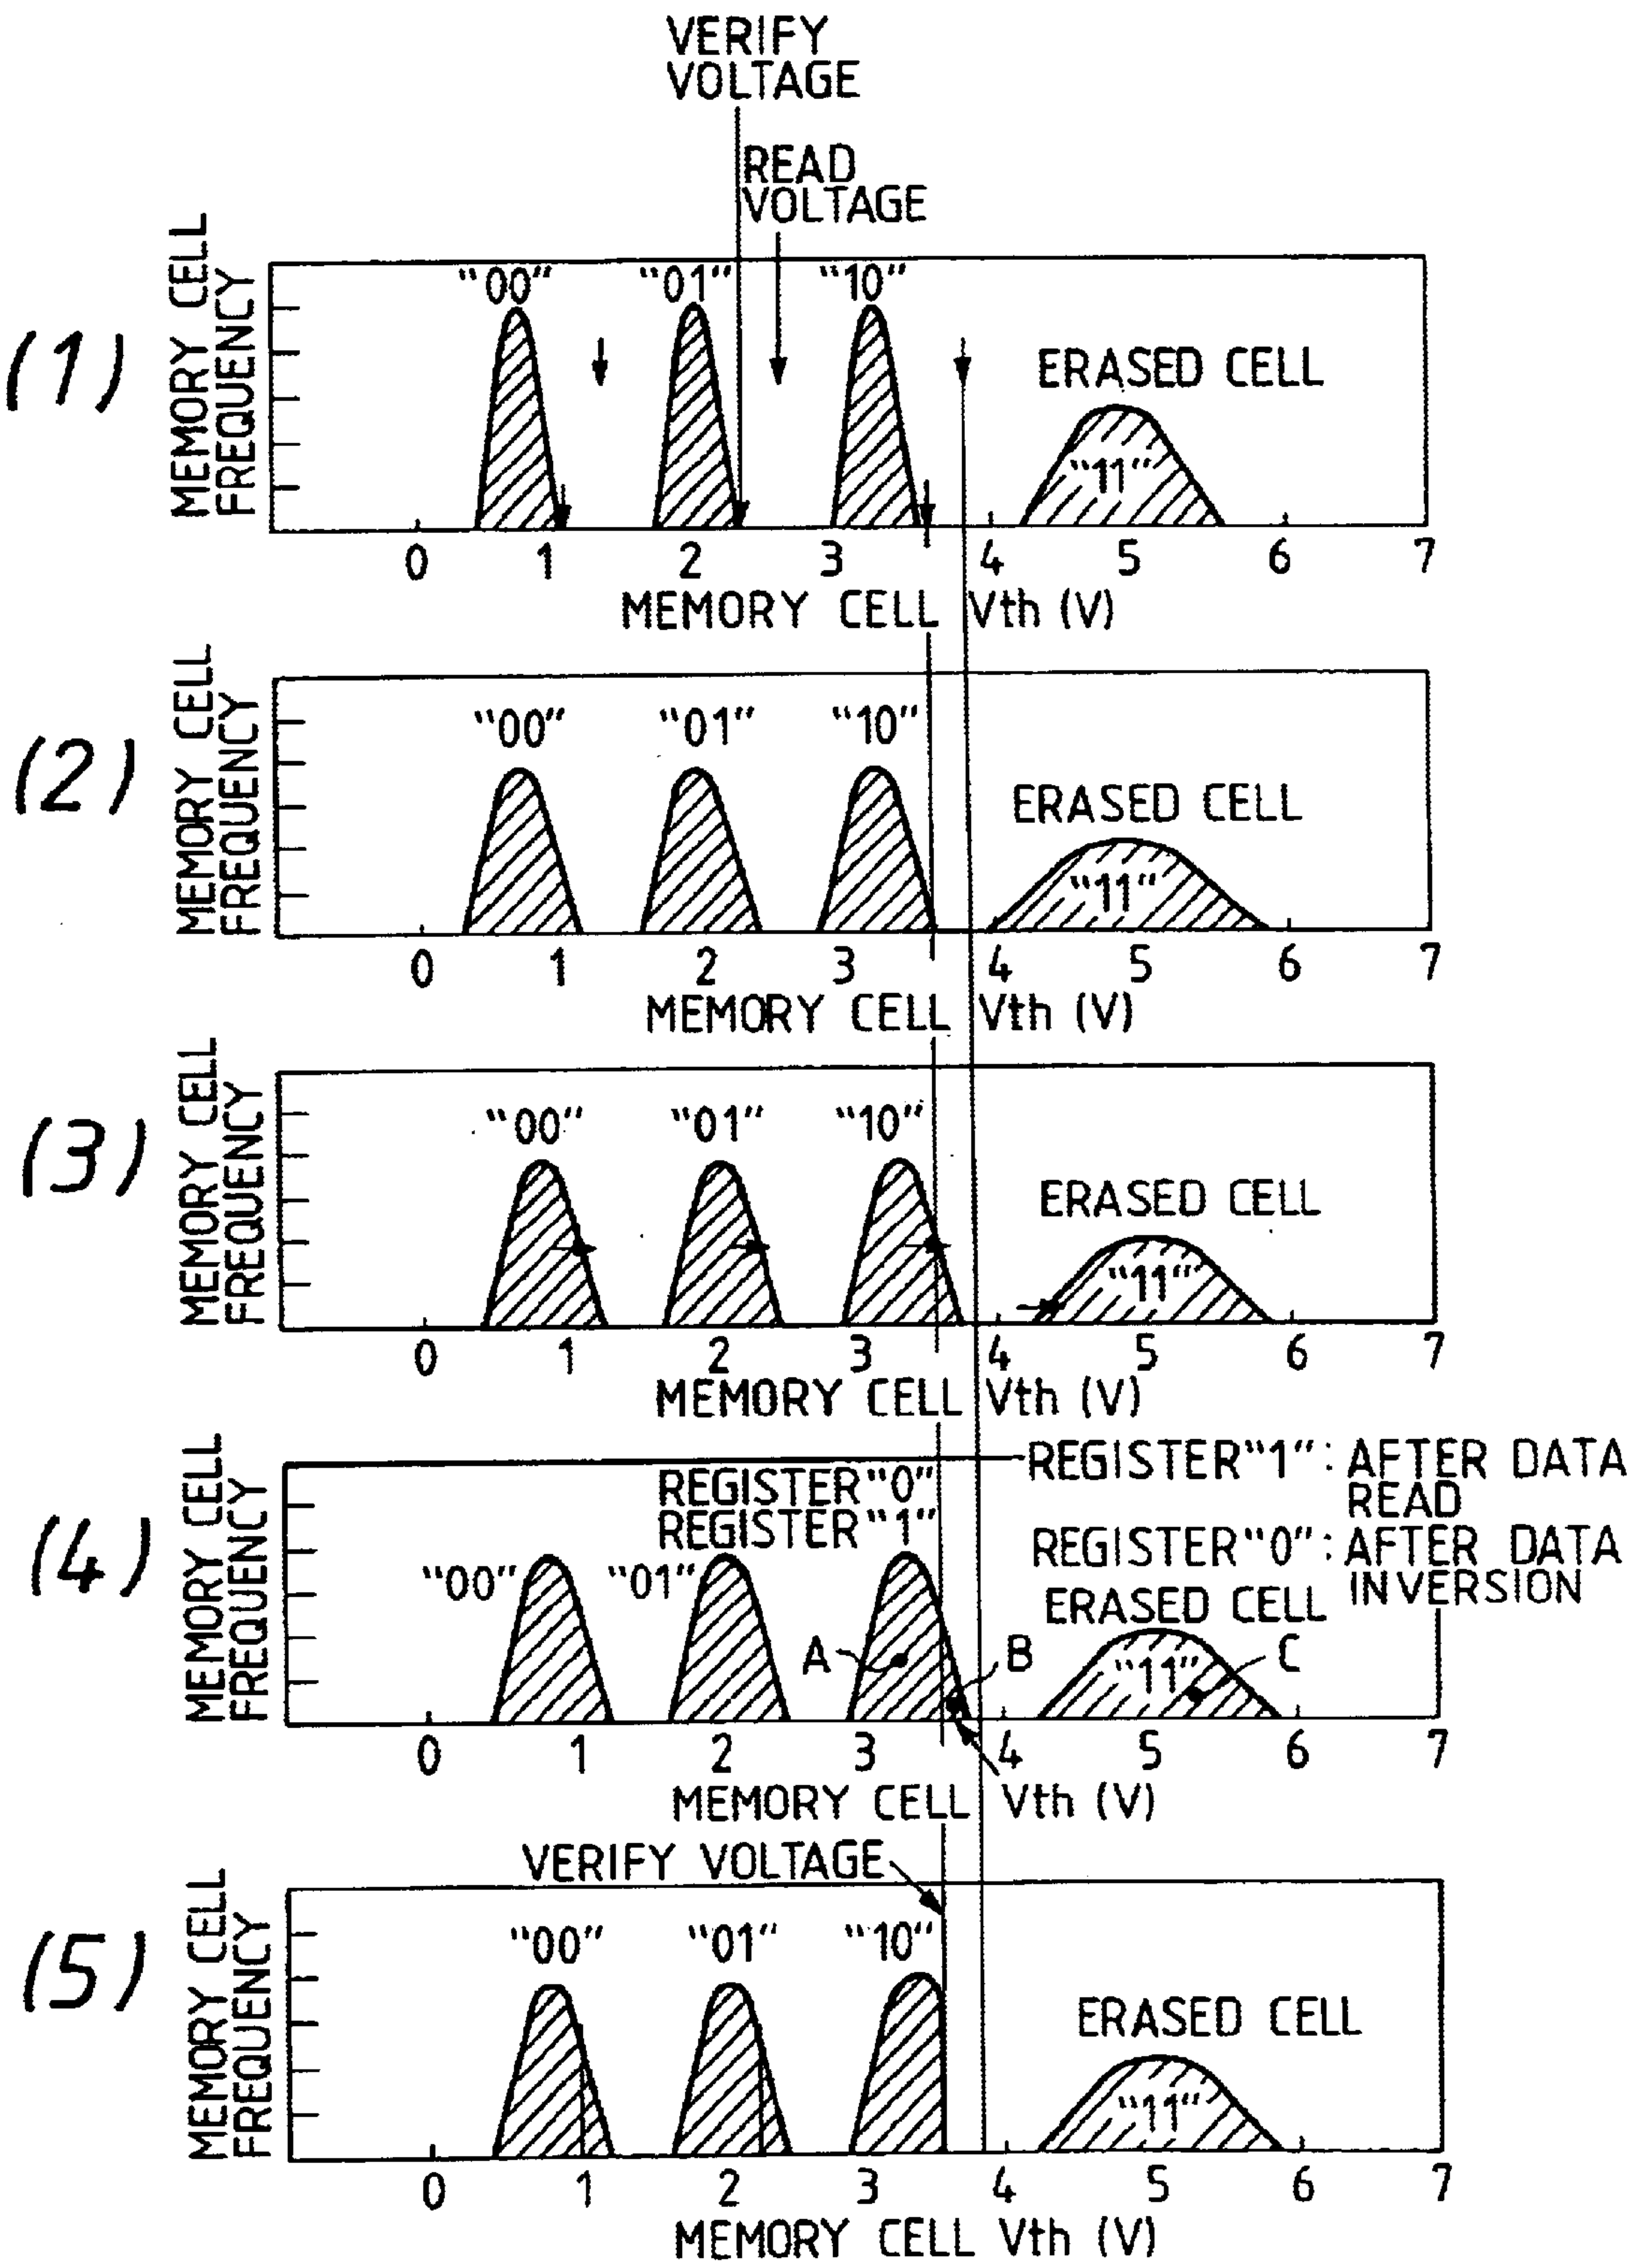 VERIFY
VOLTAGE
READ
VOLTAGE
(1)
MEMORY CELL
FREQUENCY
"00" "01" "10"
ERASED CELL
"11"
0 1 2 3 4 5 6 7
MEMORY CELL Vth (V)
(2)
MEMORY CELL
FREQUENCY
"00" "01" "10"
ERASED CELL
"11"
0 1 2 3 4 5 6 7
MEMORY CELL Vth (V)
(3)
MEMORY CELL
FREQUENCY
"00" "01" "10"
ERASED CELL
"11"
0 1 2 3 4 5 6 7
MEMORY CELL Vth (V)
(4)
MEMORY CELL
FREQUENCY
REGISTER "0"
REGISTER "1"
REGISTER "1" : AFTER DATA
READ
REGISTER "0" : AFTER DATA
INVERSION
"00" "01"
ERASED CELL
A B "11" C
0 1 2 3 4 5 6 7
MEMORY CELL Vth (V)
VERIFY VOLTAGE
(5)
MEMORY CELL
FREQUENCY
"00" "01" "10"
ERASED CELL
"11"
0 1 2 3 4 5 6 7
MEMORY CELL Vth (V)